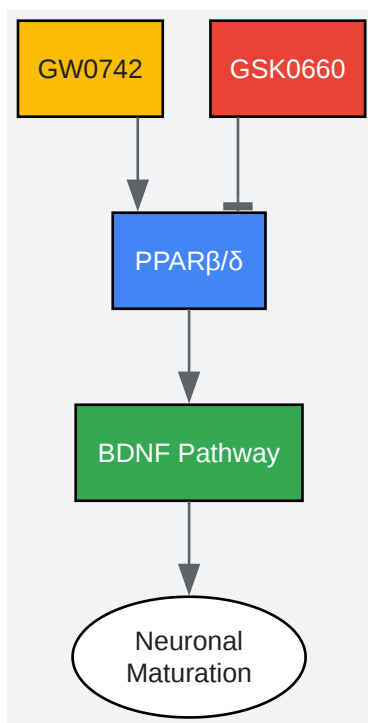 GW0742
GSK0660
PPARβ/δ
BDNF Pathway
Neuronal
Maturation